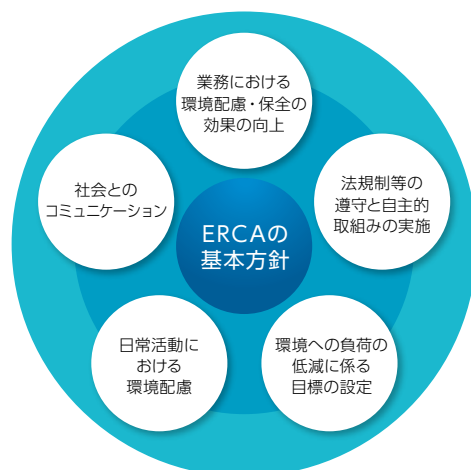 業務における
環境配慮・保全の
効果の向上
社会との
コミュニケーション
法規制等の
遵守と自主的
取組みの実施
ERCAの
基本方針
日常活動に
おける
環境配慮
環境への負荷の
低減に係る
目標の設定